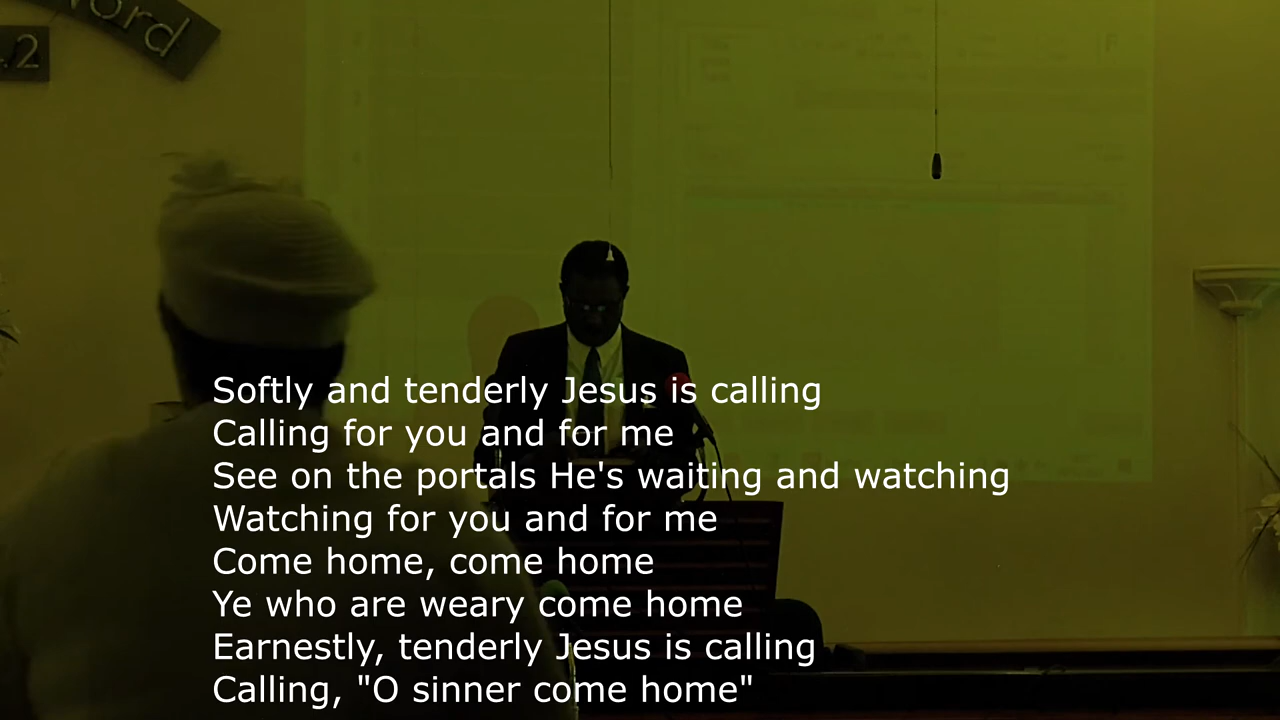 ord
.2
Softly and tenderly Jesus is calling
Calling for you and for me
See on the portals He's waiting and watching
Watching for you and for me
Come home, come home
Ye who are weary come home
Earnestly, tenderly Jesus is calling
Calling, "O sinner come home"